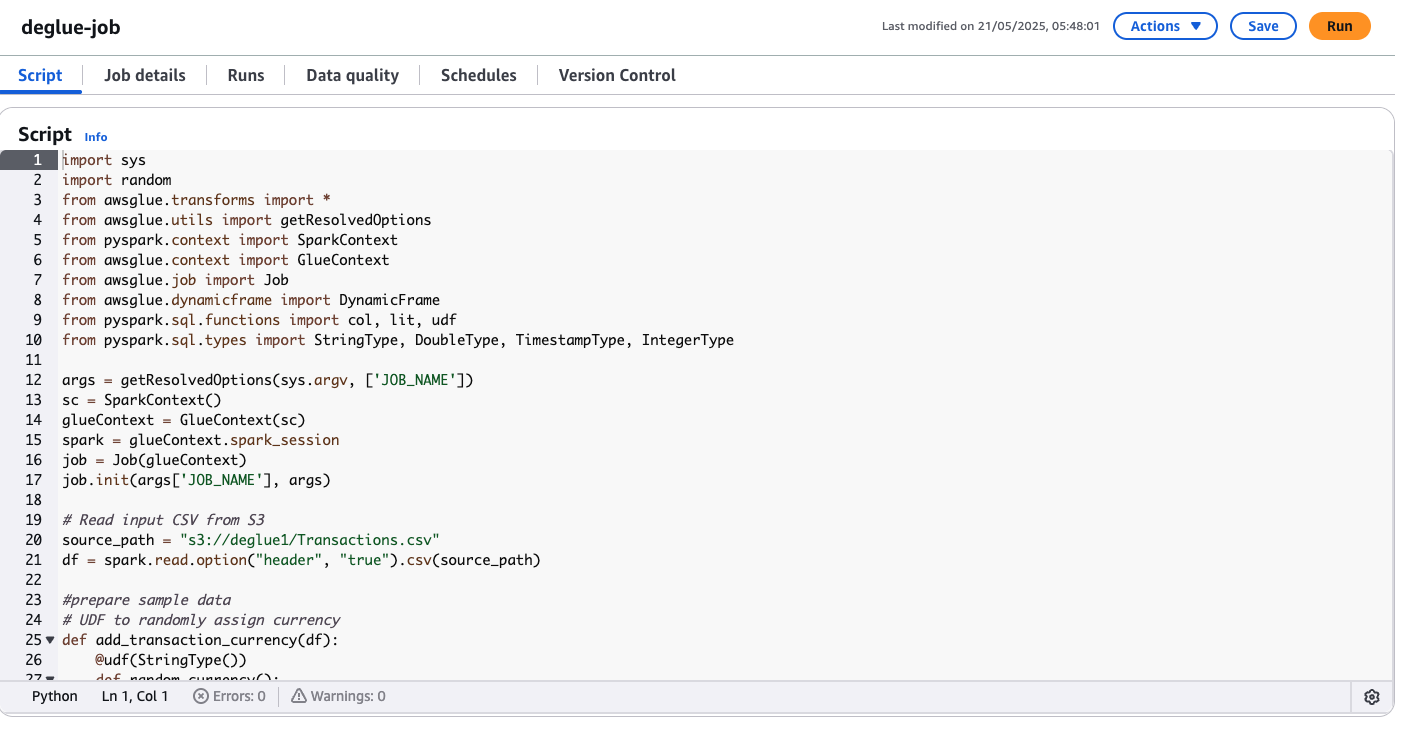 deglue-job
Last modified on 21/05/2025, 05:48:01
Actions
Save
Run
Script
Job details
Runs
Data quality
Schedules
Version Control
Script Info
1 import sys
2 import random
3 from awsglue.transforms import *
4 from awsglue.utils import getResolvedOptions
5 from pyspark.context import SparkContext
6 from awsglue.context import GlueContext
7 from awsglue.job import Job
8 from awsglue.dynamicframe import DynamicFrame
9 from pyspark.sql.functions import col, lit, udf
10 from pyspark.sql.types import StringType, DoubleType, TimestampType, IntegerType
11
12 args = getResolvedOptions(sys.argv, ['JOB_NAME'])
13 sc = SparkContext()
14 glueContext = GlueContext(sc)
15 spark = glueContext.spark_session
16 job = Job(glueContext)
17 job.init(args['JOB_NAME'], args)
18
19 # Read input CSV from S3
20 source_path = "s3://deglue1/Transactions.csv"
21 df = spark.read.option("header", "true").csv(source_path)
22
23 #prepare sample data
24 # UDF to randomly assign currency
25 def add_transaction_currency(df):
26     @udf(StringType())
27     def random_currency():
Python Ln 1, Col 1 Errors: 0 Warnings: 0